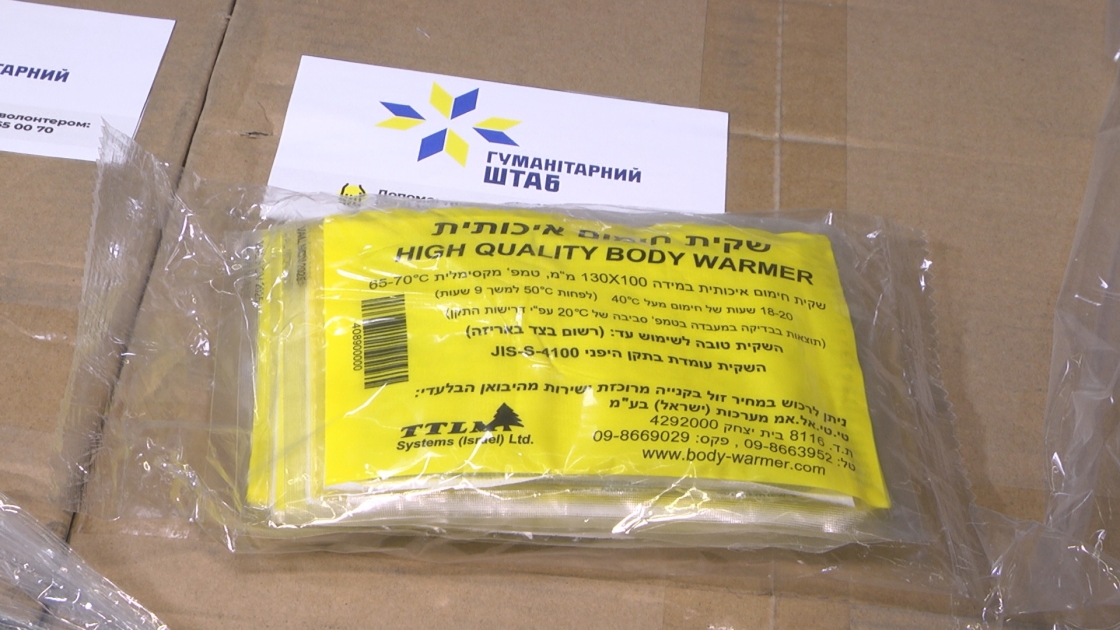 ТАРНИЙ
волонтером:
55 00 70
ГУМАНІТАРНИЙ
ШТАБ
שקית חימום איכותית
HIGH QUALITY BODY WARMER
שקית חימום איכותית במידה 130X100 מ"מ, טמפ' מקסימלית 65-70°C
18-20 שעות של חימום מעל 40°C (לפחות 50°C למשך 9 שעות)
(תוצאות בבדיקה במעבדה בטמפ' סביבה של 20°C עפ"י דרישות התקן)
השקית טובה לשימוש עד: (רשום בצד באריזה)
השקית עומדת בתקן היפני JIS-S-4100
ניתן לרכוש במחיר זול בקנייה מרוכזת ישירות מהיבואן הבלעדי:
טי.טי.אל.אמ מערכות (ישראל) בע"מ
ת.ד. 8116 בית יצחק 4292000
טל: 09-8663952 , פקס: 09-8669029
www.body-warmer.com
TTLM
Systems (Israel) Ltd.